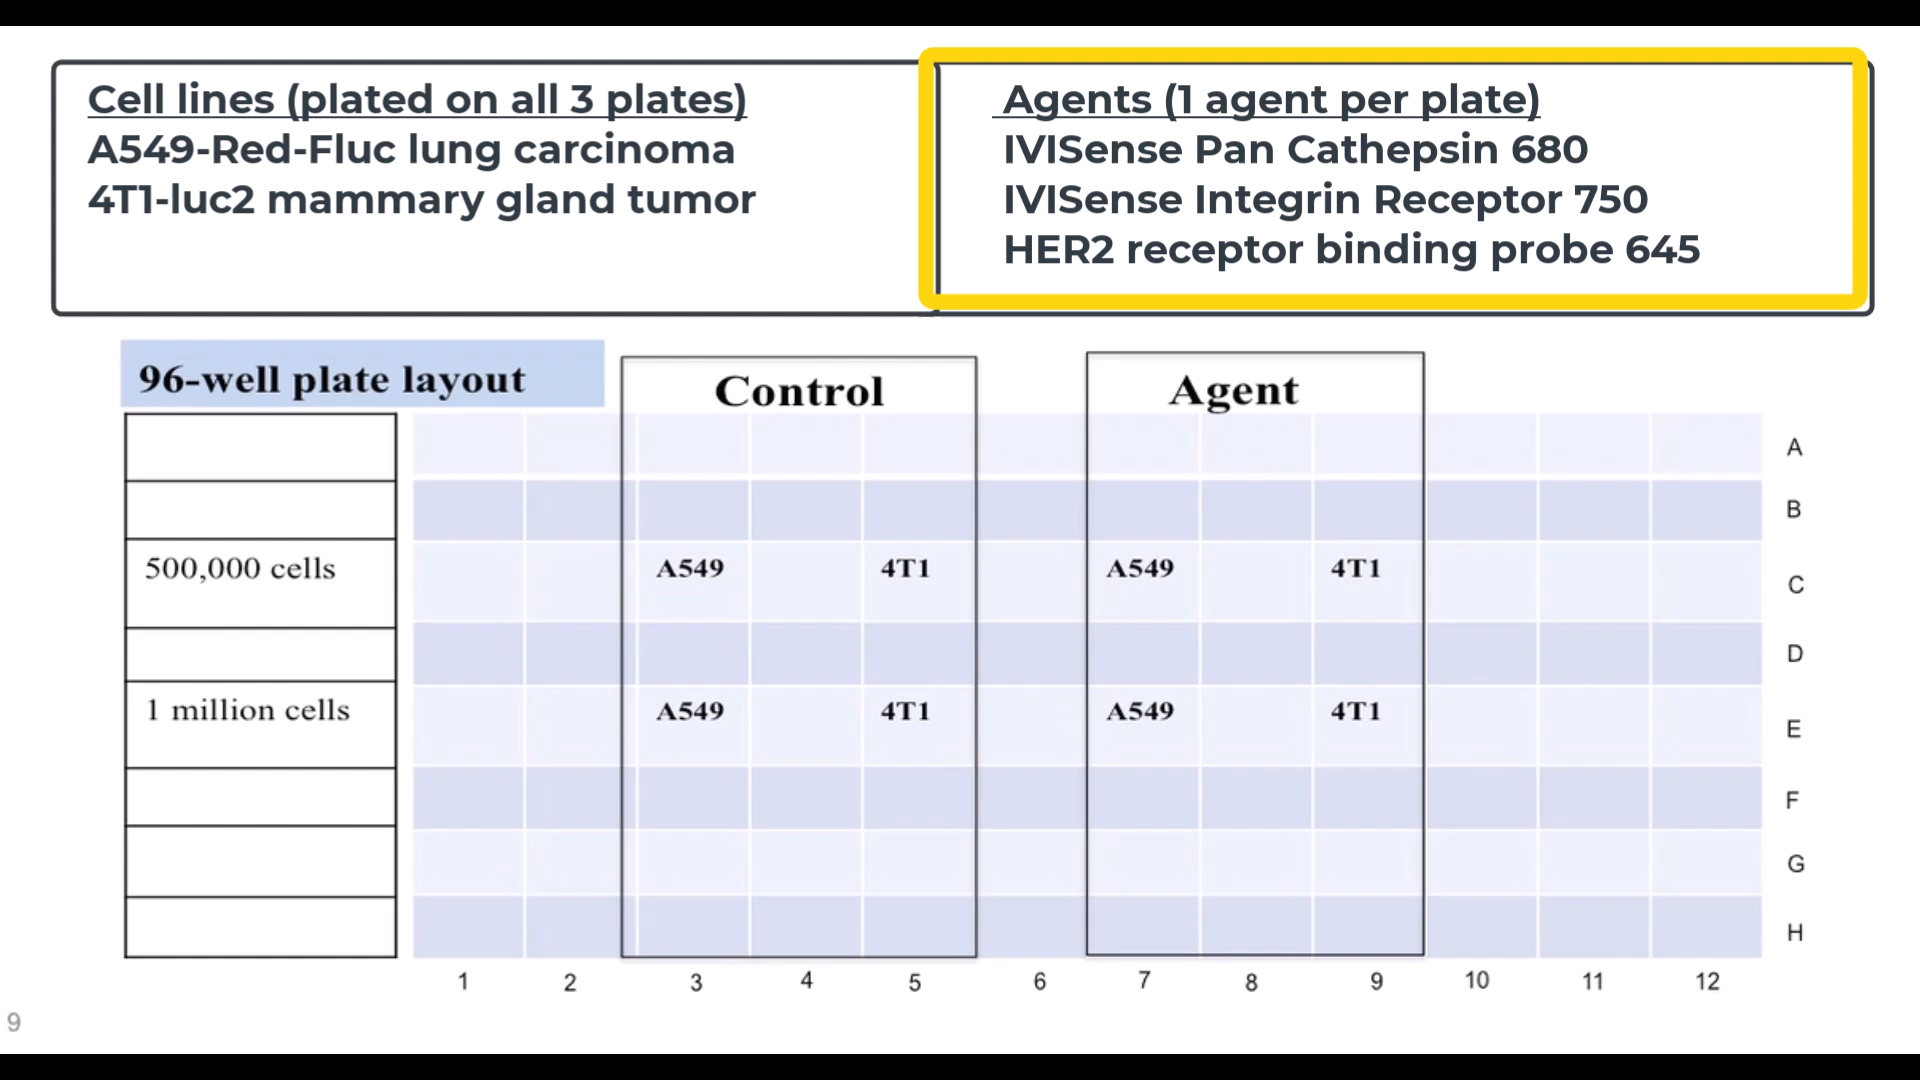 Cell lines (plated on all 3 plates)
A549-Red-Fluc lung carcinoma
4T1-luc2 mammary gland tumor
Agents (1 agent per plate)
IVISense Pan Cathepsin 680
IVISense Integrin Receptor 750
HER2 receptor binding probe 645
96-well plate layout
Control
Agent
A
B
500,000 cells A549 4T1 A549 4T1 C
D
1 million cells A549 4T1 A549 4T1 E
F
G
H
1 2 3 4 5 6 7 8 9 10 11 12
9